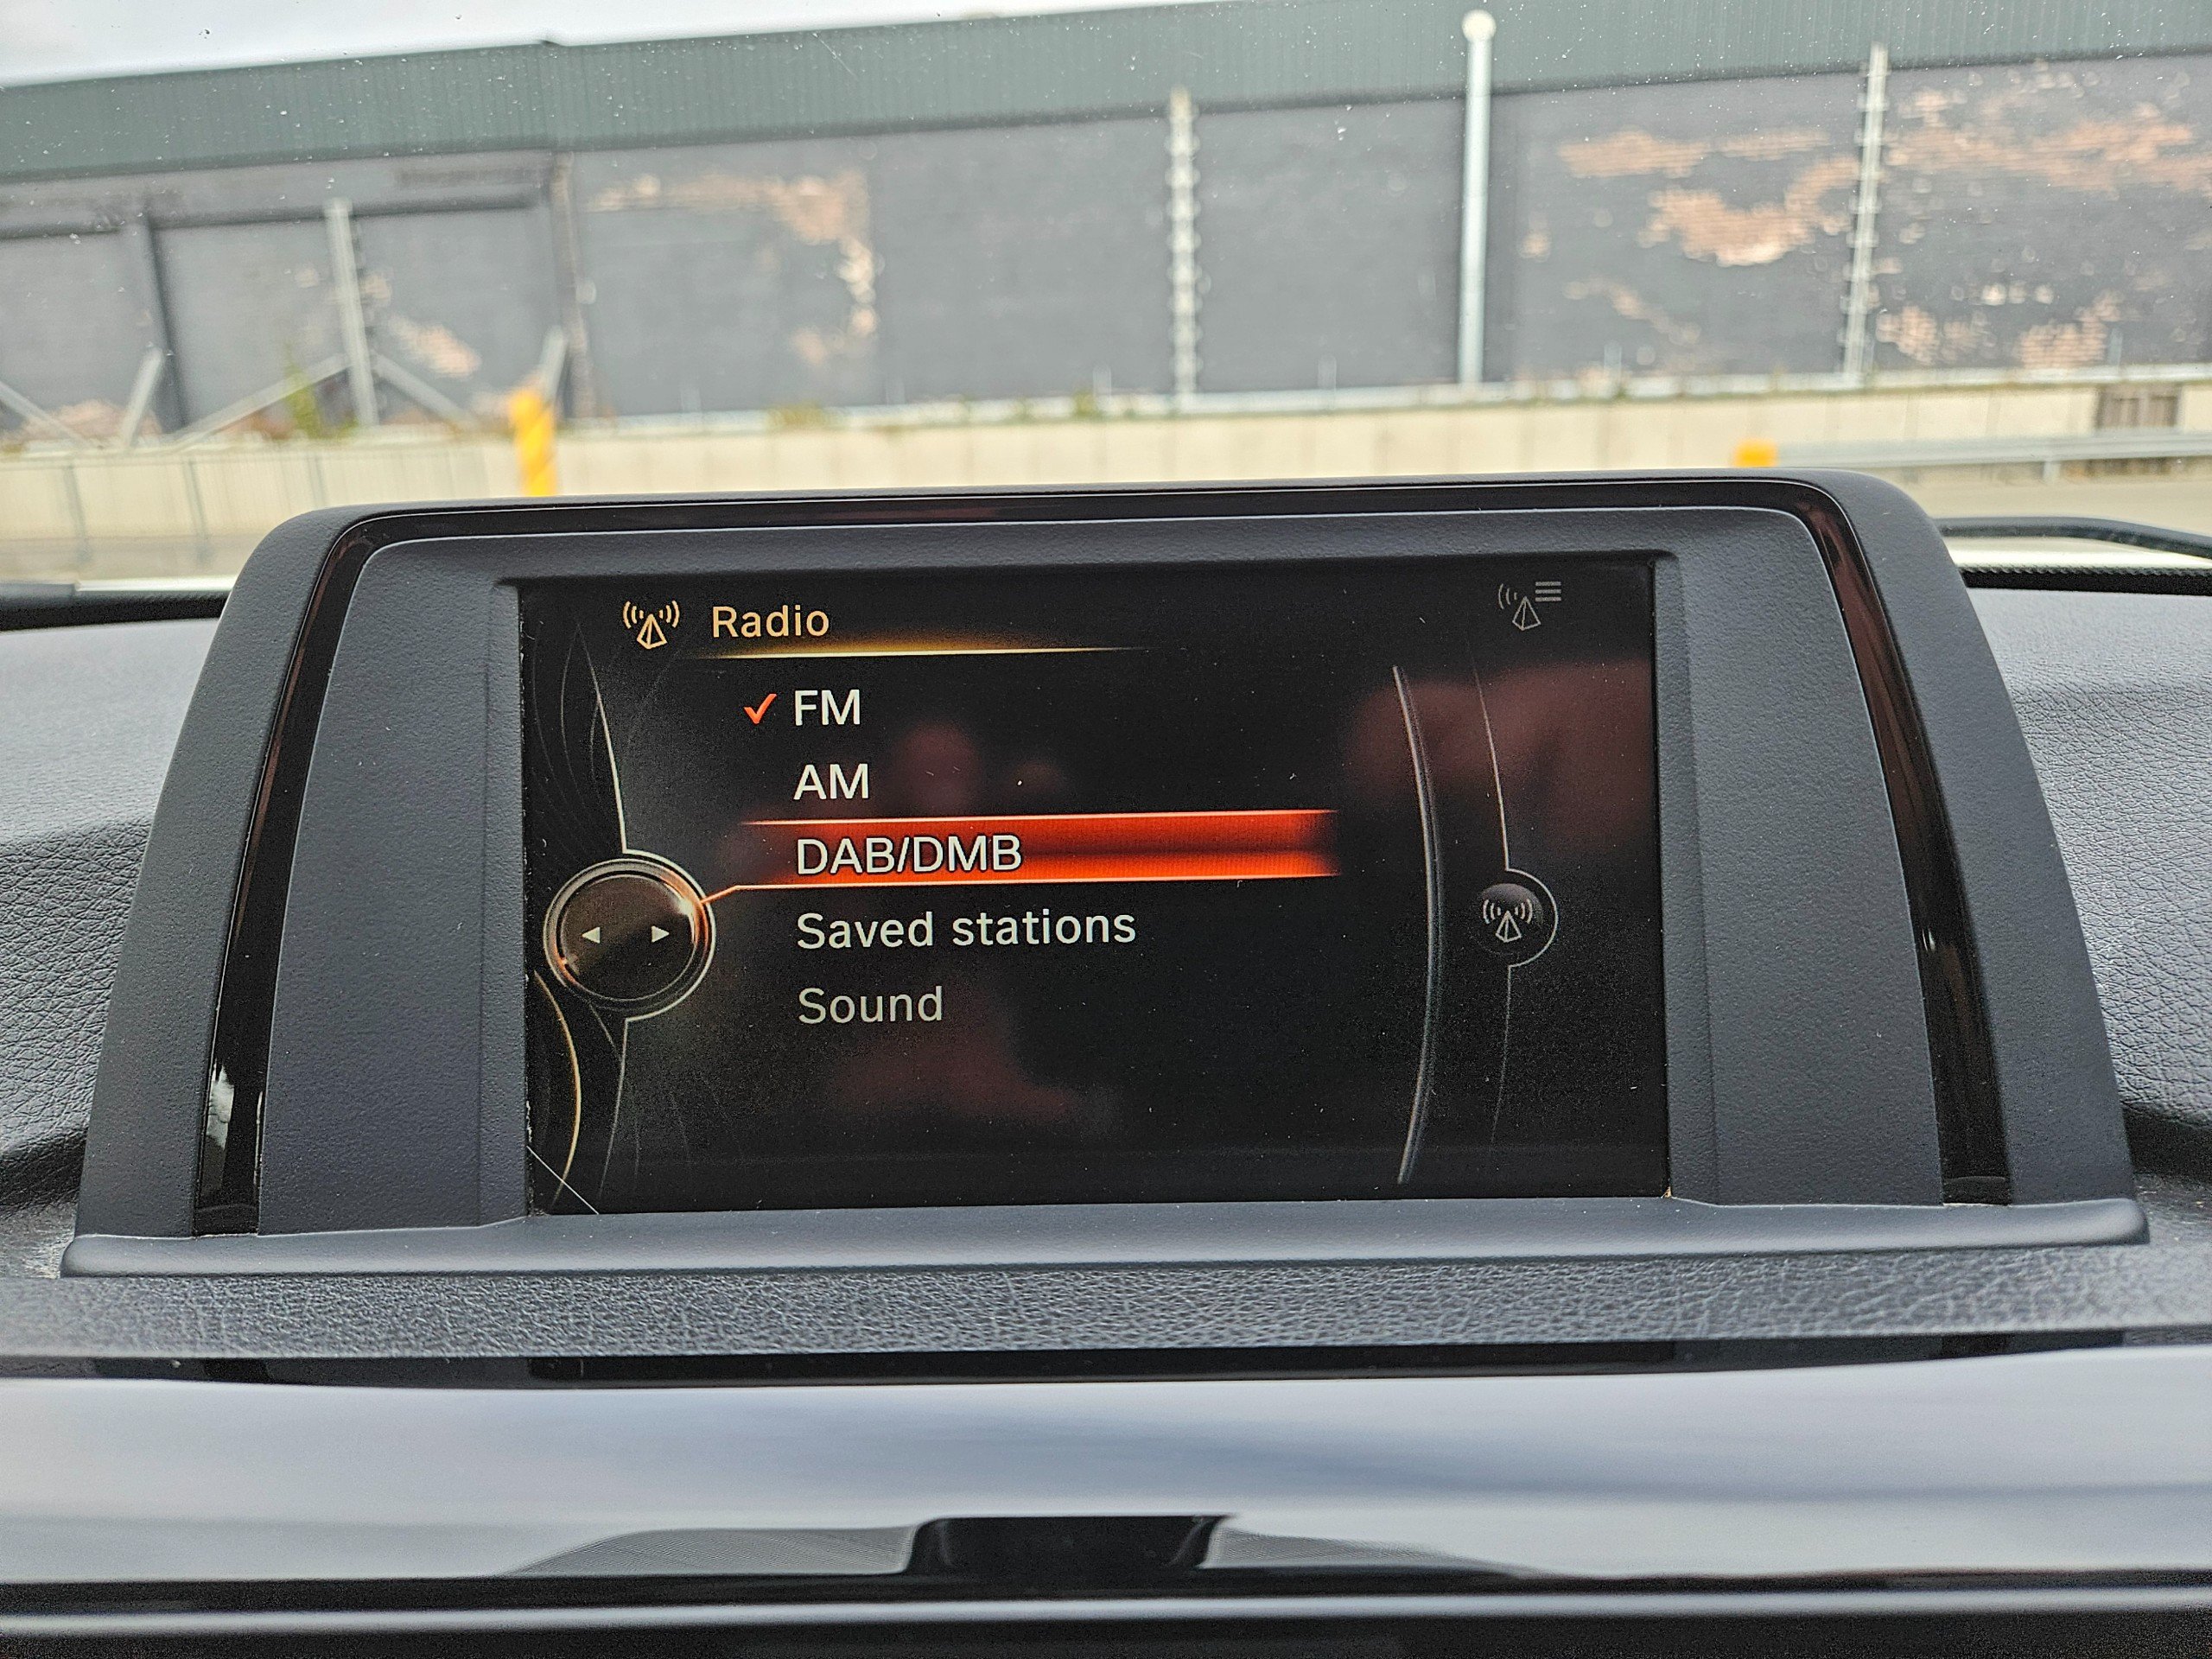 Radio
FM
AM
DAB/DMB
Saved stations
Sound